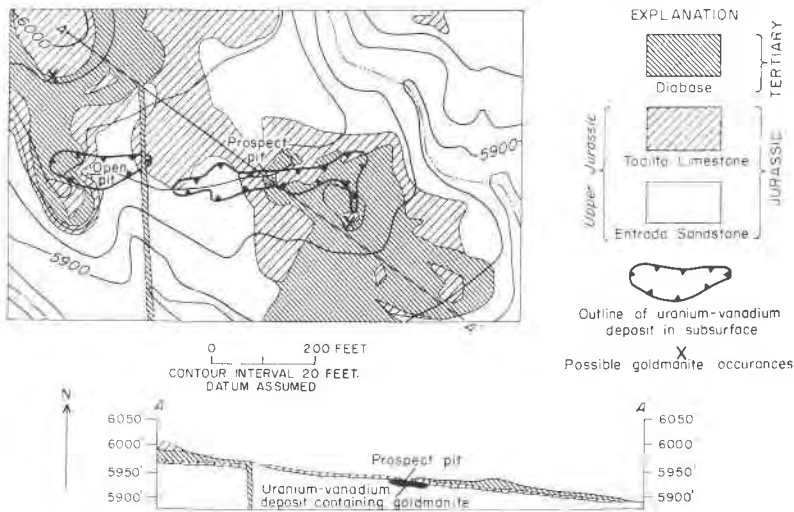 6000
A
Prospect
pit
Open
pit
5900
5900
A'
EXPLANATION
Diabase
TERTIARY
Todilto Limestone
Entrada Sandstone
Upper Jurassic
JURASSIC
Outline of uranium-vanadium
deposit in subsurface
X
Possible goldmanite occurances
0 200 FEET
CONTOUR INTERVAL 20 FEET.
DATUM ASSUMED
N
A A
6050 6050'
6000 6000'
5950 5950'
5900' 5900'
Prospect pit
Uranium-vanadium
deposit containing goldmanite